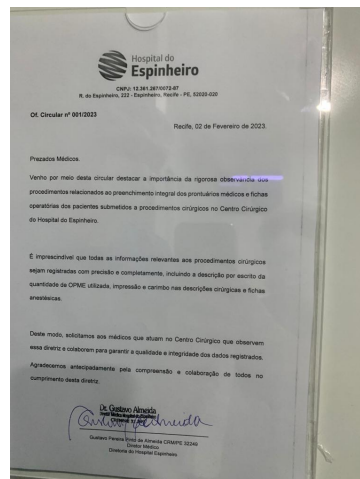 Hospital do
Espinheiro
CNPJ: 12.361.267/0072-87
R. do Espinheiro, 222 - Espinheiro, Recife - PE, 52020-020
Of. Circular nº 001/2023
Recife, 02 de Fevereiro de 2023.
Prezados Médicos.
Venho por meio desta circular destacar a importância da rigorosa observância dos
procedimentos relacionados ao preenchimento integral dos prontuários médicos e fichas
operatórias dos pacientes submetidos a procedimentos cirúrgicos no Centro Cirúrgico
do Hospital do Espinheiro.
É imprescindível que todas as informações relevantes aos procedimentos cirúrgicos
sejam registradas com precisão e completamente, incluindo a descrição por escrito da
quantidade de OPME utilizada, impressão e carimbo nas descrições cirúrgicas e fichas
anestésicas.
Deste modo, solicitamos aos médicos que atuam no Centro Cirúrgico que observem
essa diretriz e colaborem para garantir a qualidade e integridade dos dados registrados.
Agradecemos antecipadamente pela compreensão e colaboração de todos no
cumprimento desta diretriz.
Dr. Gustavo Almeida
Gustavo Almeida
Gustavo Pereira de Almeida CRM/PE 32249
Diretor Médico
Diretoria do Hospital Espinheiro